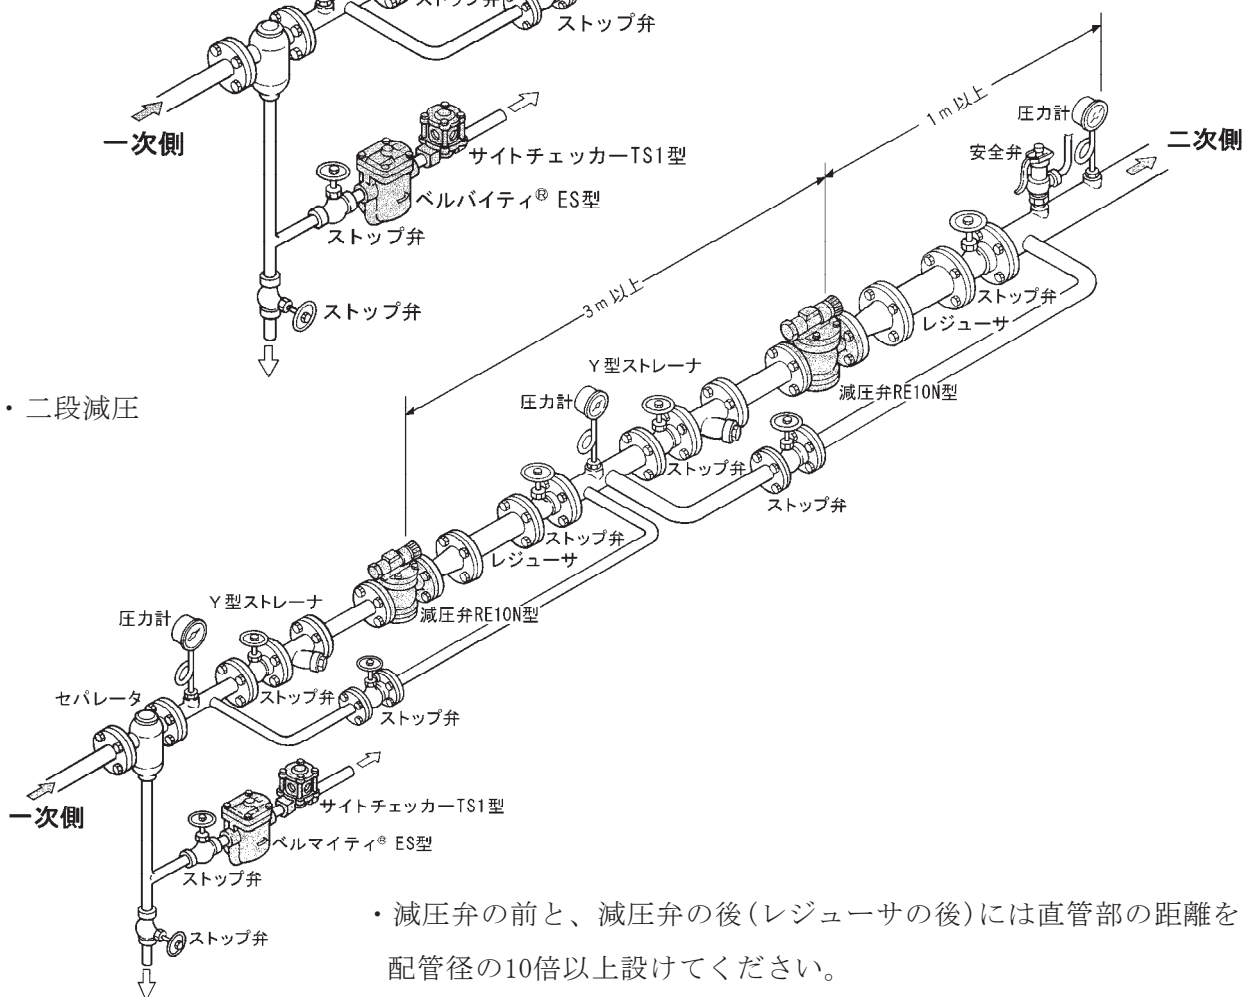 ストップ弁
ストップ弁
一次側
サイトチェッカーTS1型
ベルバイティ® ES型
ストップ弁
ストップ弁
1m以上
圧力計
安全弁
二次側
3m以上
ストップ弁
レジューサ
Y型ストレーナ
減圧弁RE10N型
圧力計
・二段減圧
ストップ弁
ストップ弁
ストップ弁
レジューサ
Y型ストレーナ
減圧弁RE10N型
圧力計
セパレータ
ストップ弁
ストップ弁
一次側
サイトチェッカーTS1型
ベルマイティ® ES型
ストップ弁
ストップ弁
・減圧弁の前と、減圧弁の後(レジューサの後)には直管部の距離を
配管径の10倍以上設けてください。